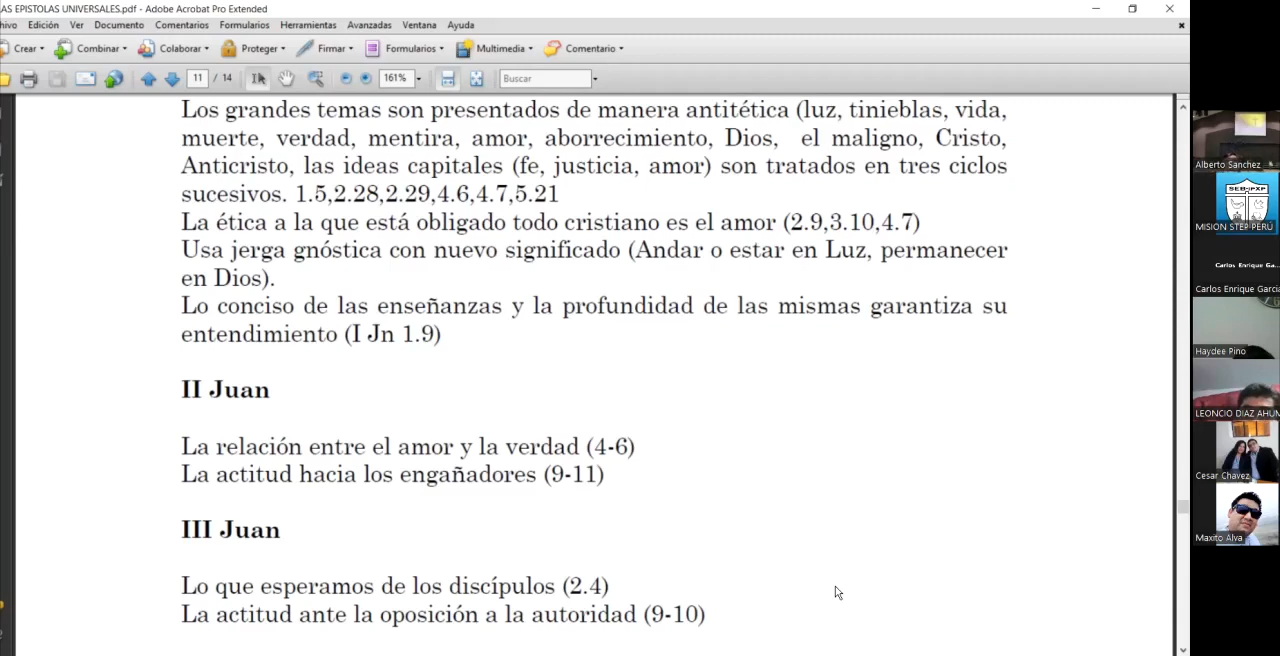 AS EPISTOLAS UNIVERSALES.pdf - Adobe Acrobat Pro Extended
hivo Edición Ver Documento Comentarios Formularios Herramientas Avanzadas Ventana Ayuda
Crear Combinar Colaborar Proteger Firmar Formularios Multimedia Comentario
11 / 14 161% Buscar
Los grandes temas son presentados de manera antitética (luz, tinieblas, vida,
muerte, verdad, mentira, amor, aborrecimiento, Dios, el maligno, Cristo,
Anticristo, las ideas capitales (fe, justicia, amor) son tratados en tres ciclos
sucesivos. 1.5,2.28,2.29,4.6,4.7,5.21
La ética a la que está obligado todo cristiano es el amor (2.9,3.10,4.7)
Usa jerga gnóstica con nuevo significado (Andar o estar en Luz, permanecer
en Dios).
Lo conciso de las enseñanzas y la profundidad de las mismas garantiza su
entendimiento (I Jn 1.9)
II Juan
La relación entre el amor y la verdad (4-6)
La actitud hacia los engañadores (9-11)
III Juan
Lo que esperamos de los discípulos (2.4)
La actitud ante la oposición a la autoridad (9-10)
Alberto Sanchez
MISION STEP PERÚ
Carlos Enrique Ga...
Carlos Enrique Garcia
Haydee Pino
LEONCIO DIAZ AHUM
Cesar Chavez
Maxito Alva